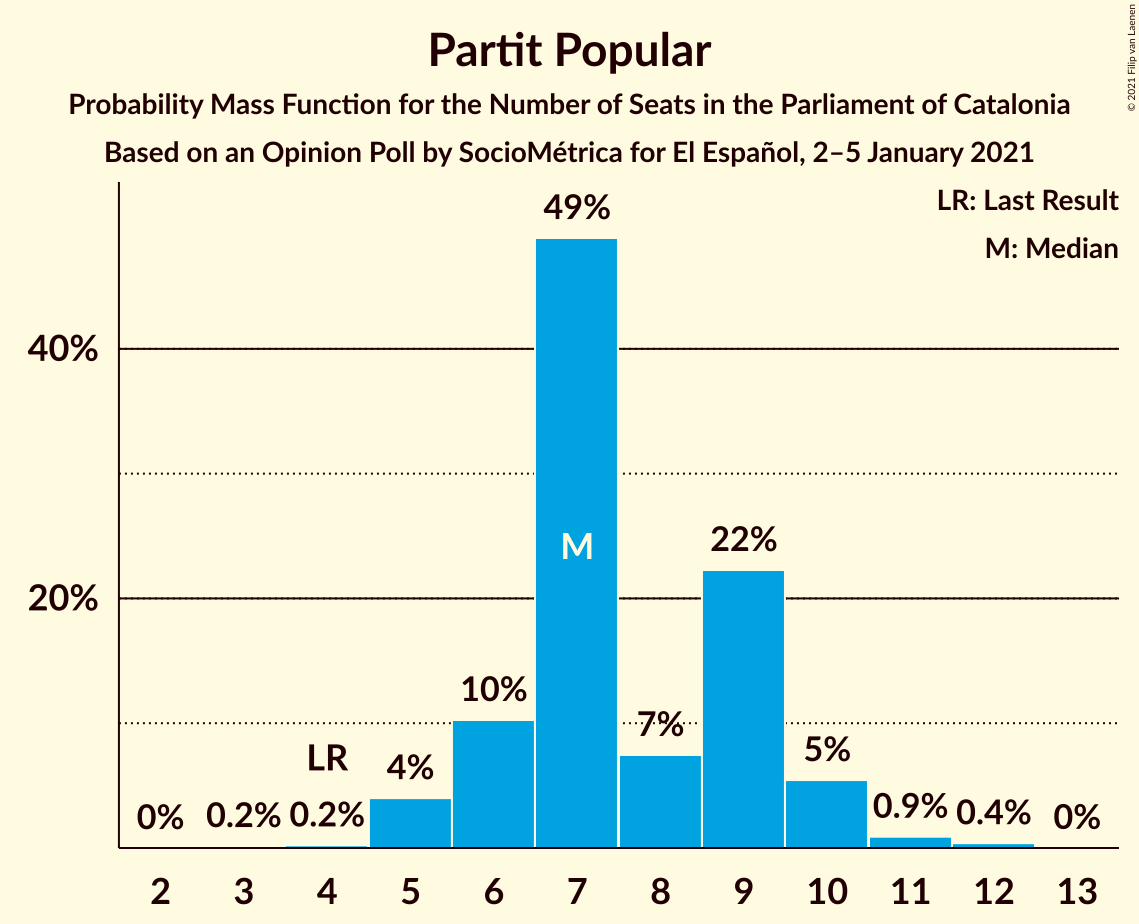 Partit Popular
Probability Mass Function for the Number of Seats in the Parliament of Catalonia
Based on an Opinion Poll by SocioMétrica for El Español, 2–5 January 2021
© 2021 Filip van Laenen
LR: Last Result
M: Median
49%
40%
M
22%
20%
10%
7%
LR
4%
5%
0%
0.2%
0.2%
0.9%
0.4%
0%
2 3 4 5 6 7 8 9 10 11 12 13